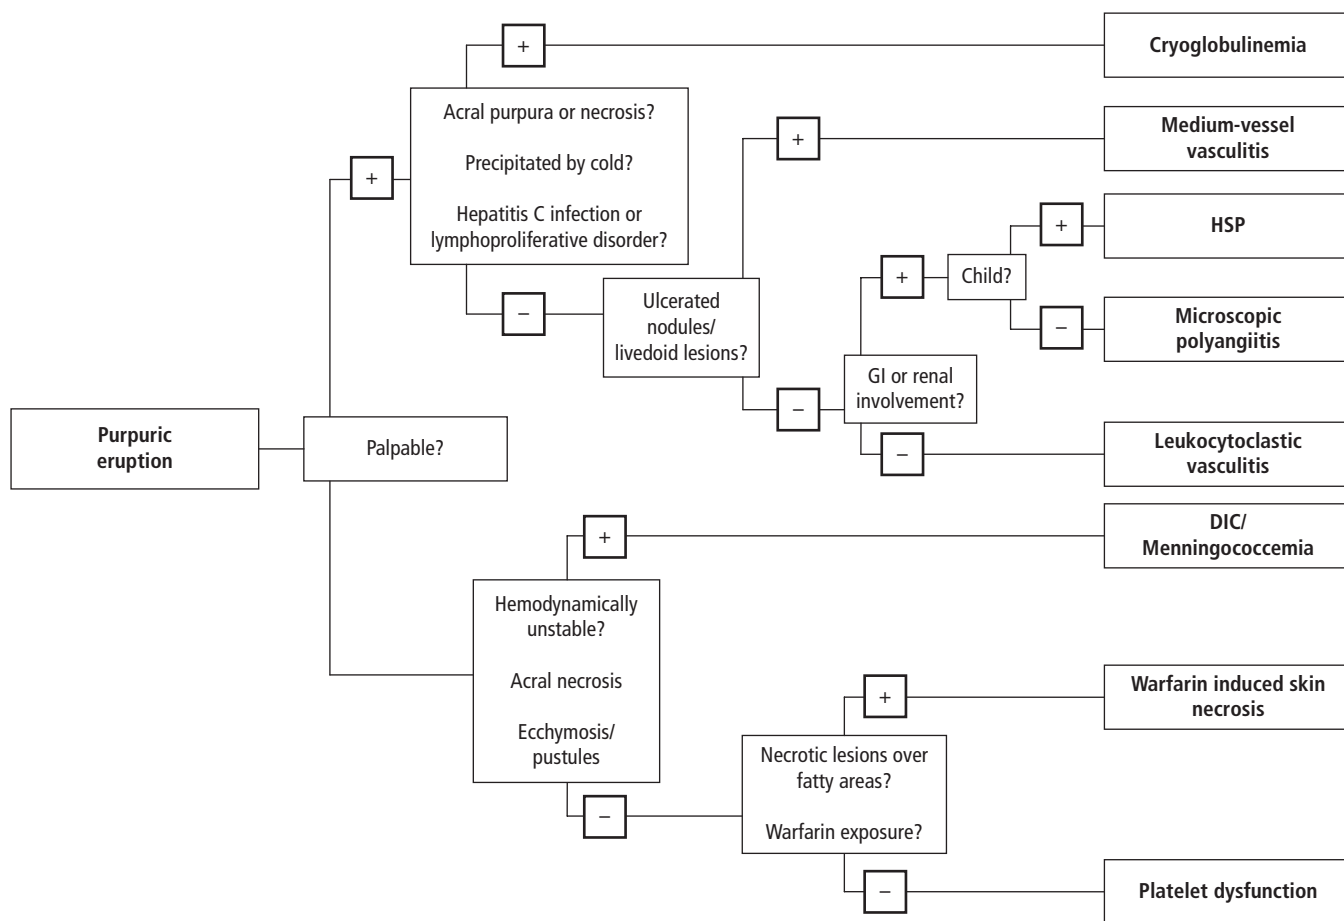 +
Cryoglobulinemia
Acral purpura or necrosis?
Precipitated by cold?
Hepatitis C infection or
lymphoproliferative disorder?
+
+
Medium-vessel
vasculitis
−
Ulcerated
nodules/
livedoid lesions?
+
Child?
+
HSP
−
Microscopic
polyangiitis
−
GI or renal
involvement?
−
Leukocytoclastic
vasculitis
Purpuric
eruption
Palpable?
+
DIC/
Menningococcemia
Hemodynamically
unstable?
Acral necrosis
Ecchymosis/
pustules
−
+
Warfarin induced skin
necrosis
Necrotic lesions over
fatty areas?
Warfarin exposure?
−
Platelet dysfunction